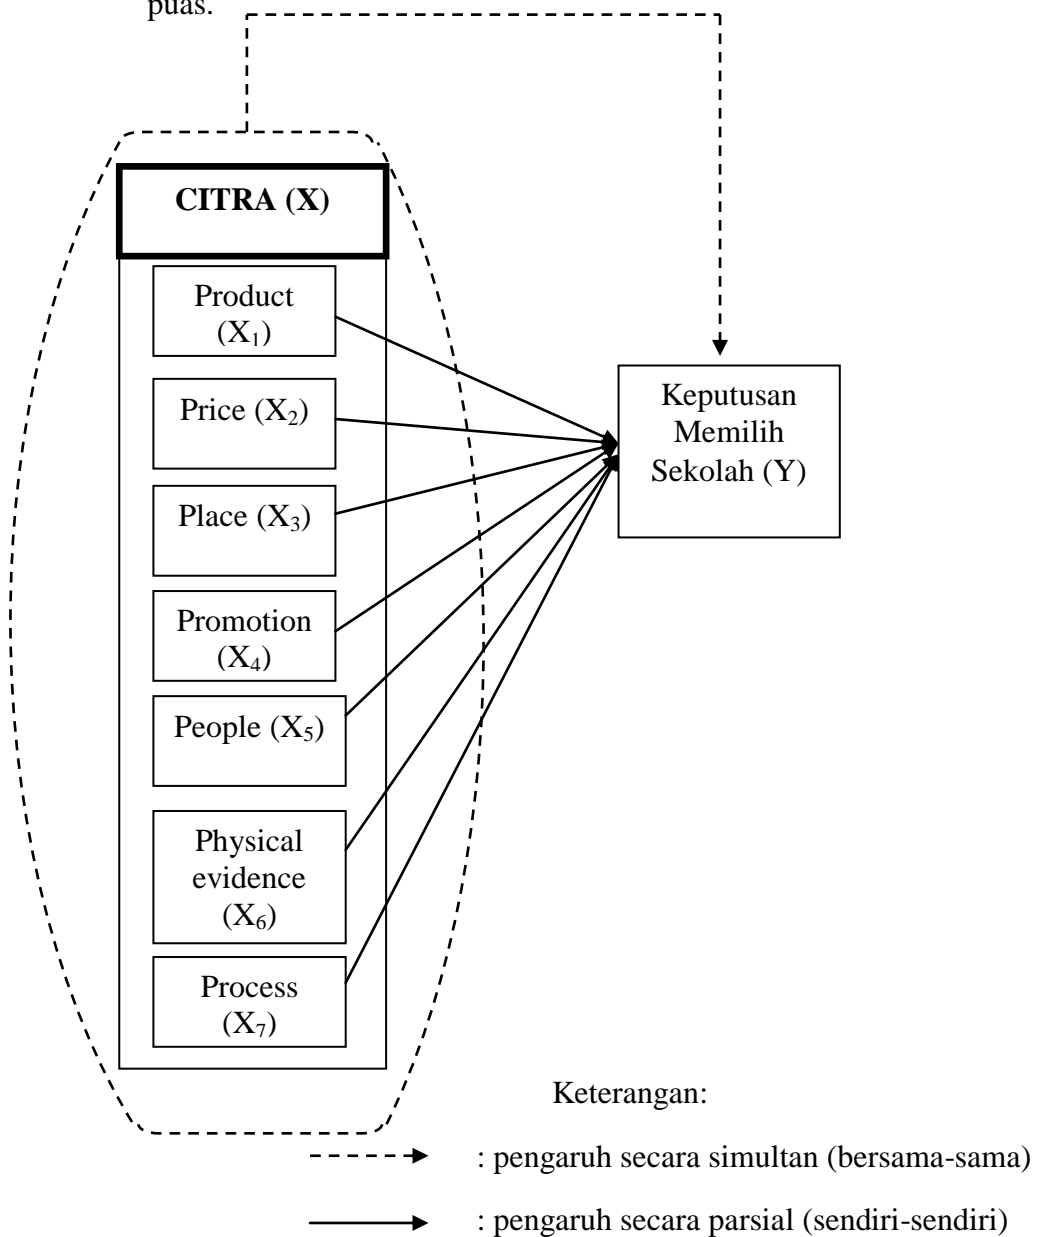 puas.
CITRA (X)
Product
(X₁)
Price (X₂)
Place (X₃)
Promotion
(X₄)
People (X₅)
Physical
evidence
(X₆)
Process
(X₇)
Keputusan
Memilih
Sekolah (Y)
Keterangan:
: pengaruh secara simultan (bersama-sama)
: pengaruh secara parsial (sendiri-sendiri)